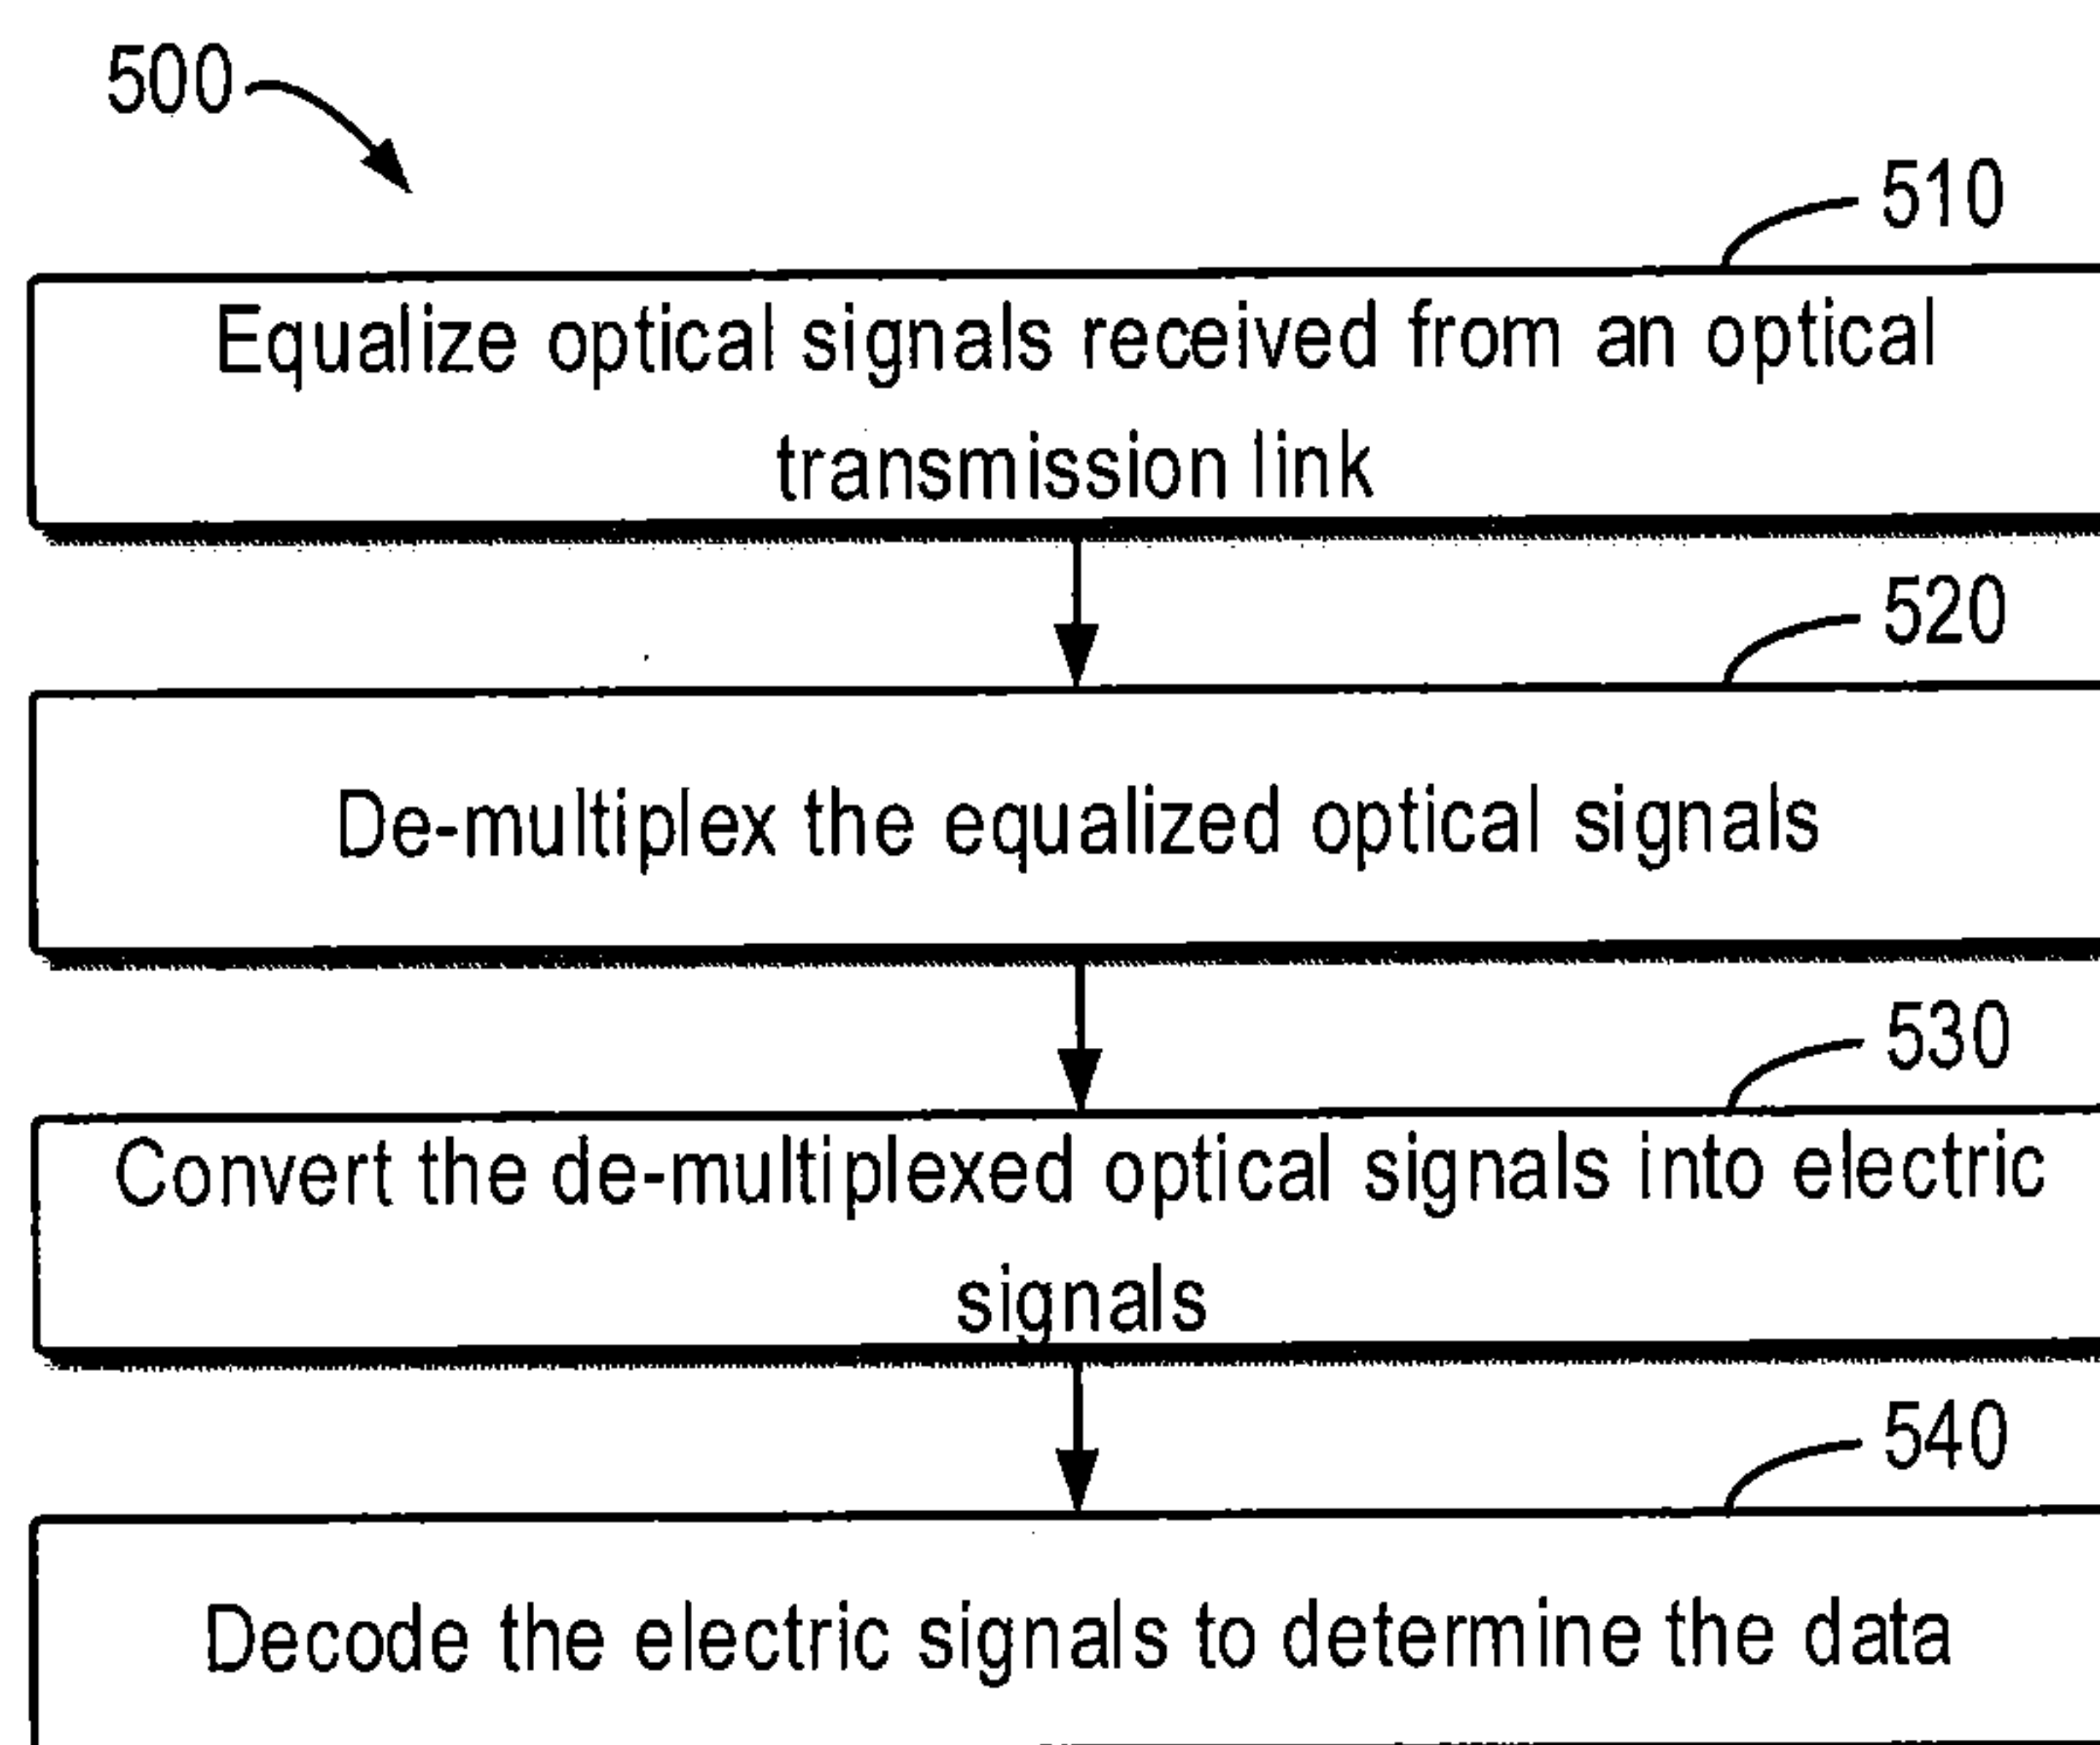 500
510
Equalize optical signals received from an optical
transmission link
520
De-multiplex the equalized optical signals
530
Convert the de-multiplexed optical signals into electric
signals
540
Decode the electric signals to determine the data